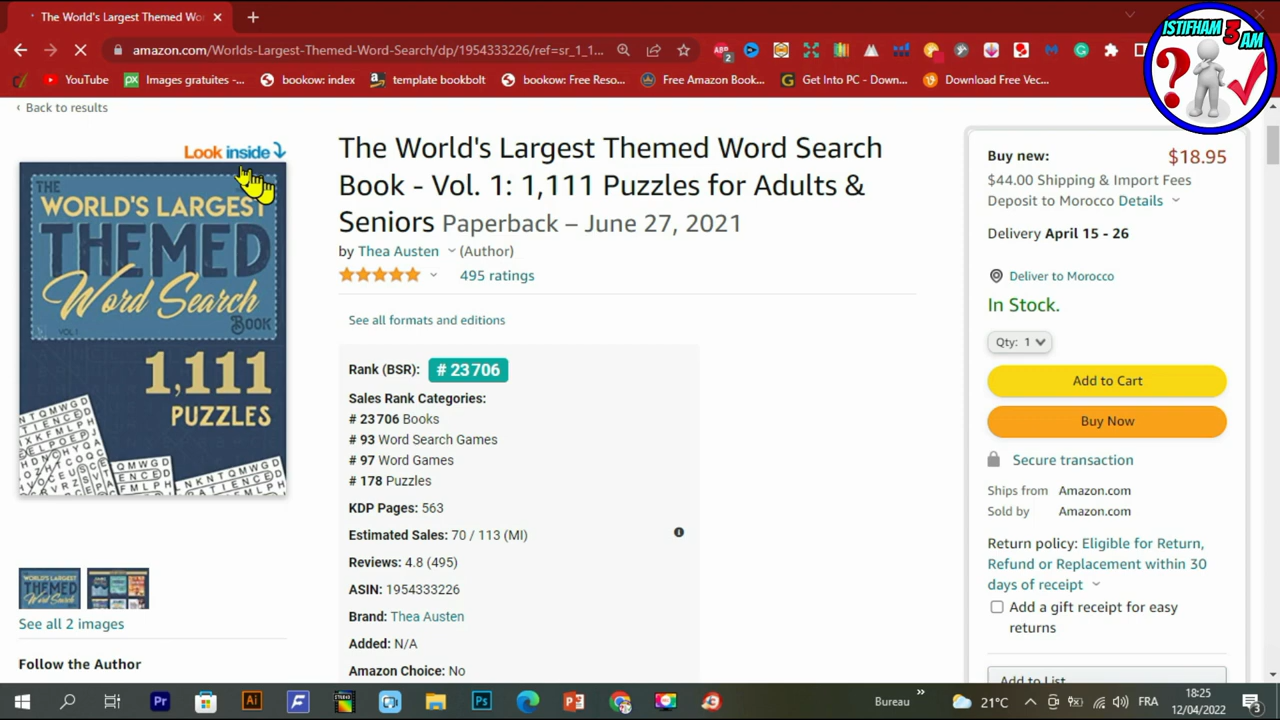 The World's Largest Themed Wo
ISTIFHAM 3 AM
amazon.com/Worlds-Largest-Themed-Word-Search/dp/1954333226/ref=sr_1_1...
YouTube
Images gratuites -...
bookow: index
template bookbolt
bookow: Free Reso...
Free Amazon Book...
Get Into PC - Down...
Download Free Vec...
‹ Back to results
Look inside
THE
WORLD'S LARGEST
THEMED
Word Search
VOL 1
BOOK
1,111
PUZZLES
See all 2 images
Follow the Author
The World's Largest Themed Word Search
Book - Vol. 1: 1,111 Puzzles for Adults &
Seniors Paperback – June 27, 2021
by Thea Austen (Author)
495 ratings
See all formats and editions
Rank (BSR): # 23 706
Sales Rank Categories:
# 23 706 Books
# 93 Word Search Games
# 97 Word Games
# 178 Puzzles
KDP Pages: 563
Estimated Sales: 70 / 113 (MI)
Reviews: 4.8 (495)
ASIN: 1954333226
Brand: Thea Austen
Added: N/A
Amazon Choice: No
Buy new: $18.95
$44.00 Shipping & Import Fees
Deposit to Morocco Details
Delivery April 15 - 26
Deliver to Morocco
In Stock.
Qty: 1
Add to Cart
Buy Now
Secure transaction
Ships from Amazon.com
Sold by Amazon.com
Return policy: Eligible for Return,
Refund or Replacement within 30
days of receipt
Add a gift receipt for easy
returns
Add to List
Bureau
21°C
FRA
18:25
12/04/2022